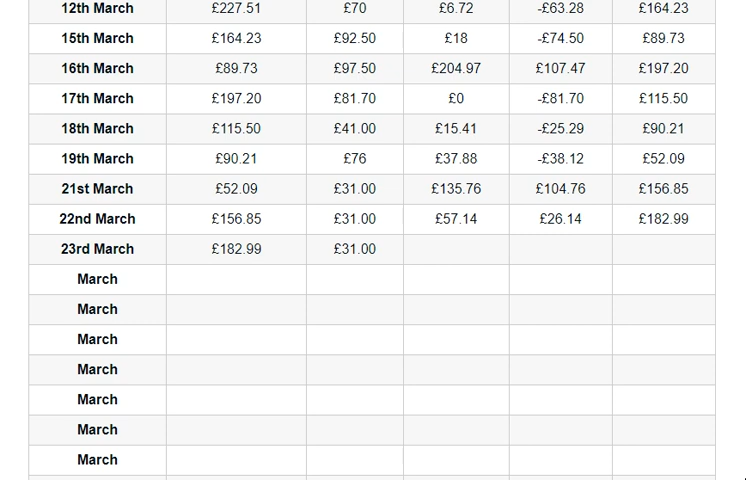 12th March £227.51 £70 £6.72 -£63.28 £164.23
15th March £164.23 £92.50 £18 -£74.50 £89.73
16th March £89.73 £97.50 £204.97 £107.47 £197.20
17th March £197.20 £81.70 £0 -£81.70 £115.50
18th March £115.50 £41.00 £15.41 -£25.29 £90.21
19th March £90.21 £76 £37.88 -£38.12 £52.09
21st March £52.09 £31.00 £135.76 £104.76 £156.85
22nd March £156.85 £31.00 £57.14 £26.14 £182.99
23rd March £182.99 £31.00
March
March
March
March
March
March
March